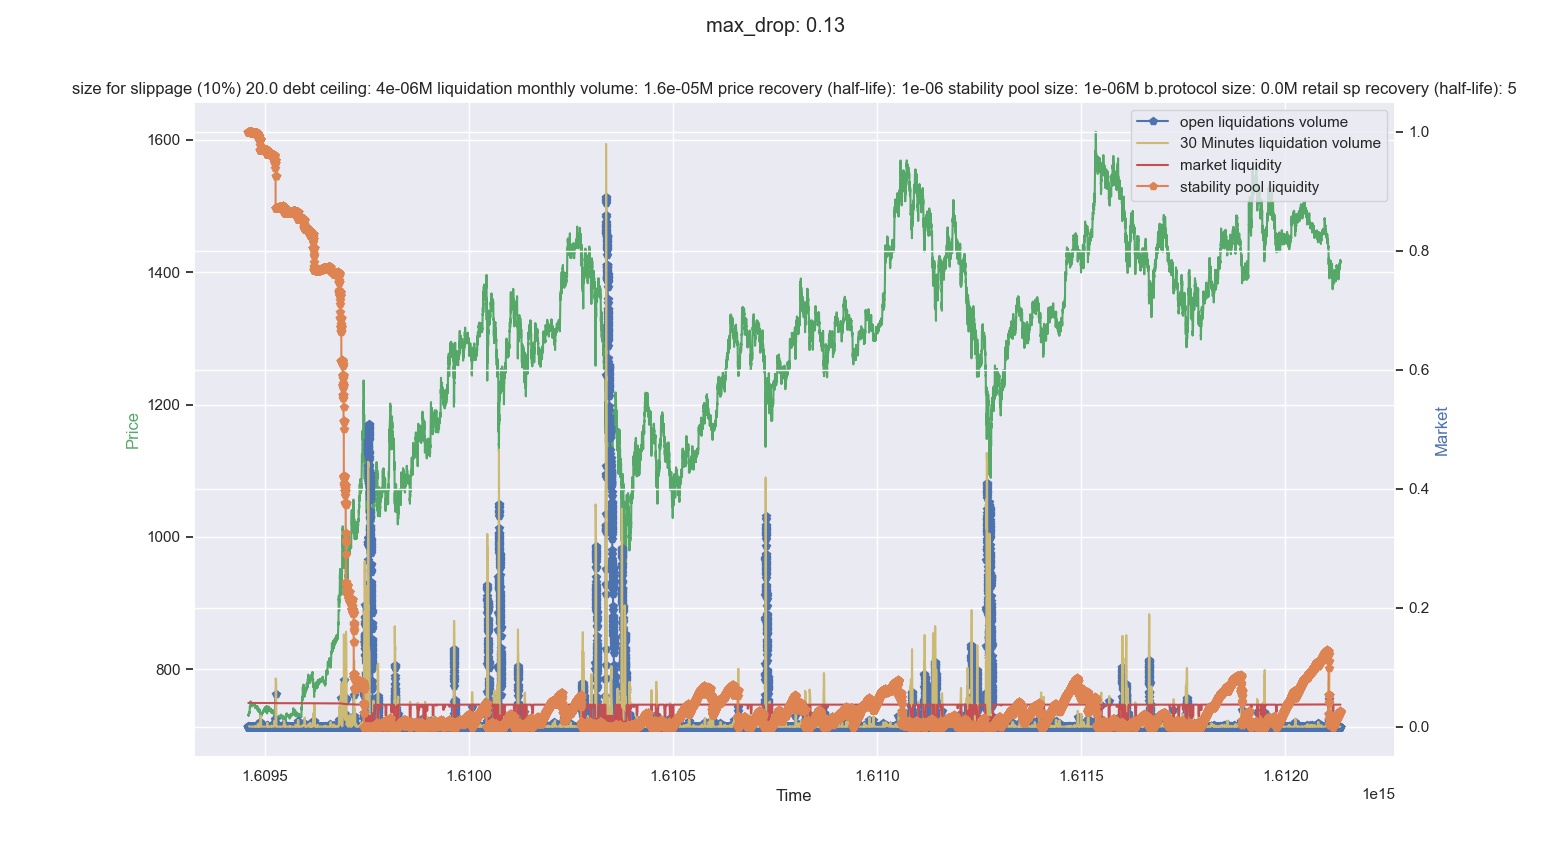 max_drop: 0.13
size for slippage (10%) 20.0 debt ceiling: 4e-06M liquidation monthly volume: 1.6e-05M price recovery (half-life): 1e-06 stability pool size: 1e-06M b.protocol size: 0.0M retail sp recovery (half-life): 5
open liquidations volume
30 Minutes liquidation volume
market liquidity
stability pool liquidity
1600
1400
1200
1000
800
Price
1.0
0.8
0.6
0.4
0.2
0.0
Market
1.6095 1.6100 1.6105 1.6110 1.6115 1.6120
1e15
Time